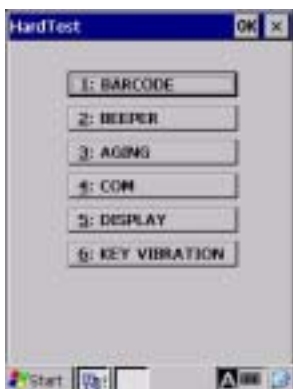 HardTest OK ×
1: BARCODE
2: BEEPER
3: AGING
4: COM
5: DISPLAY
6: KEY VIBRATION
Start A